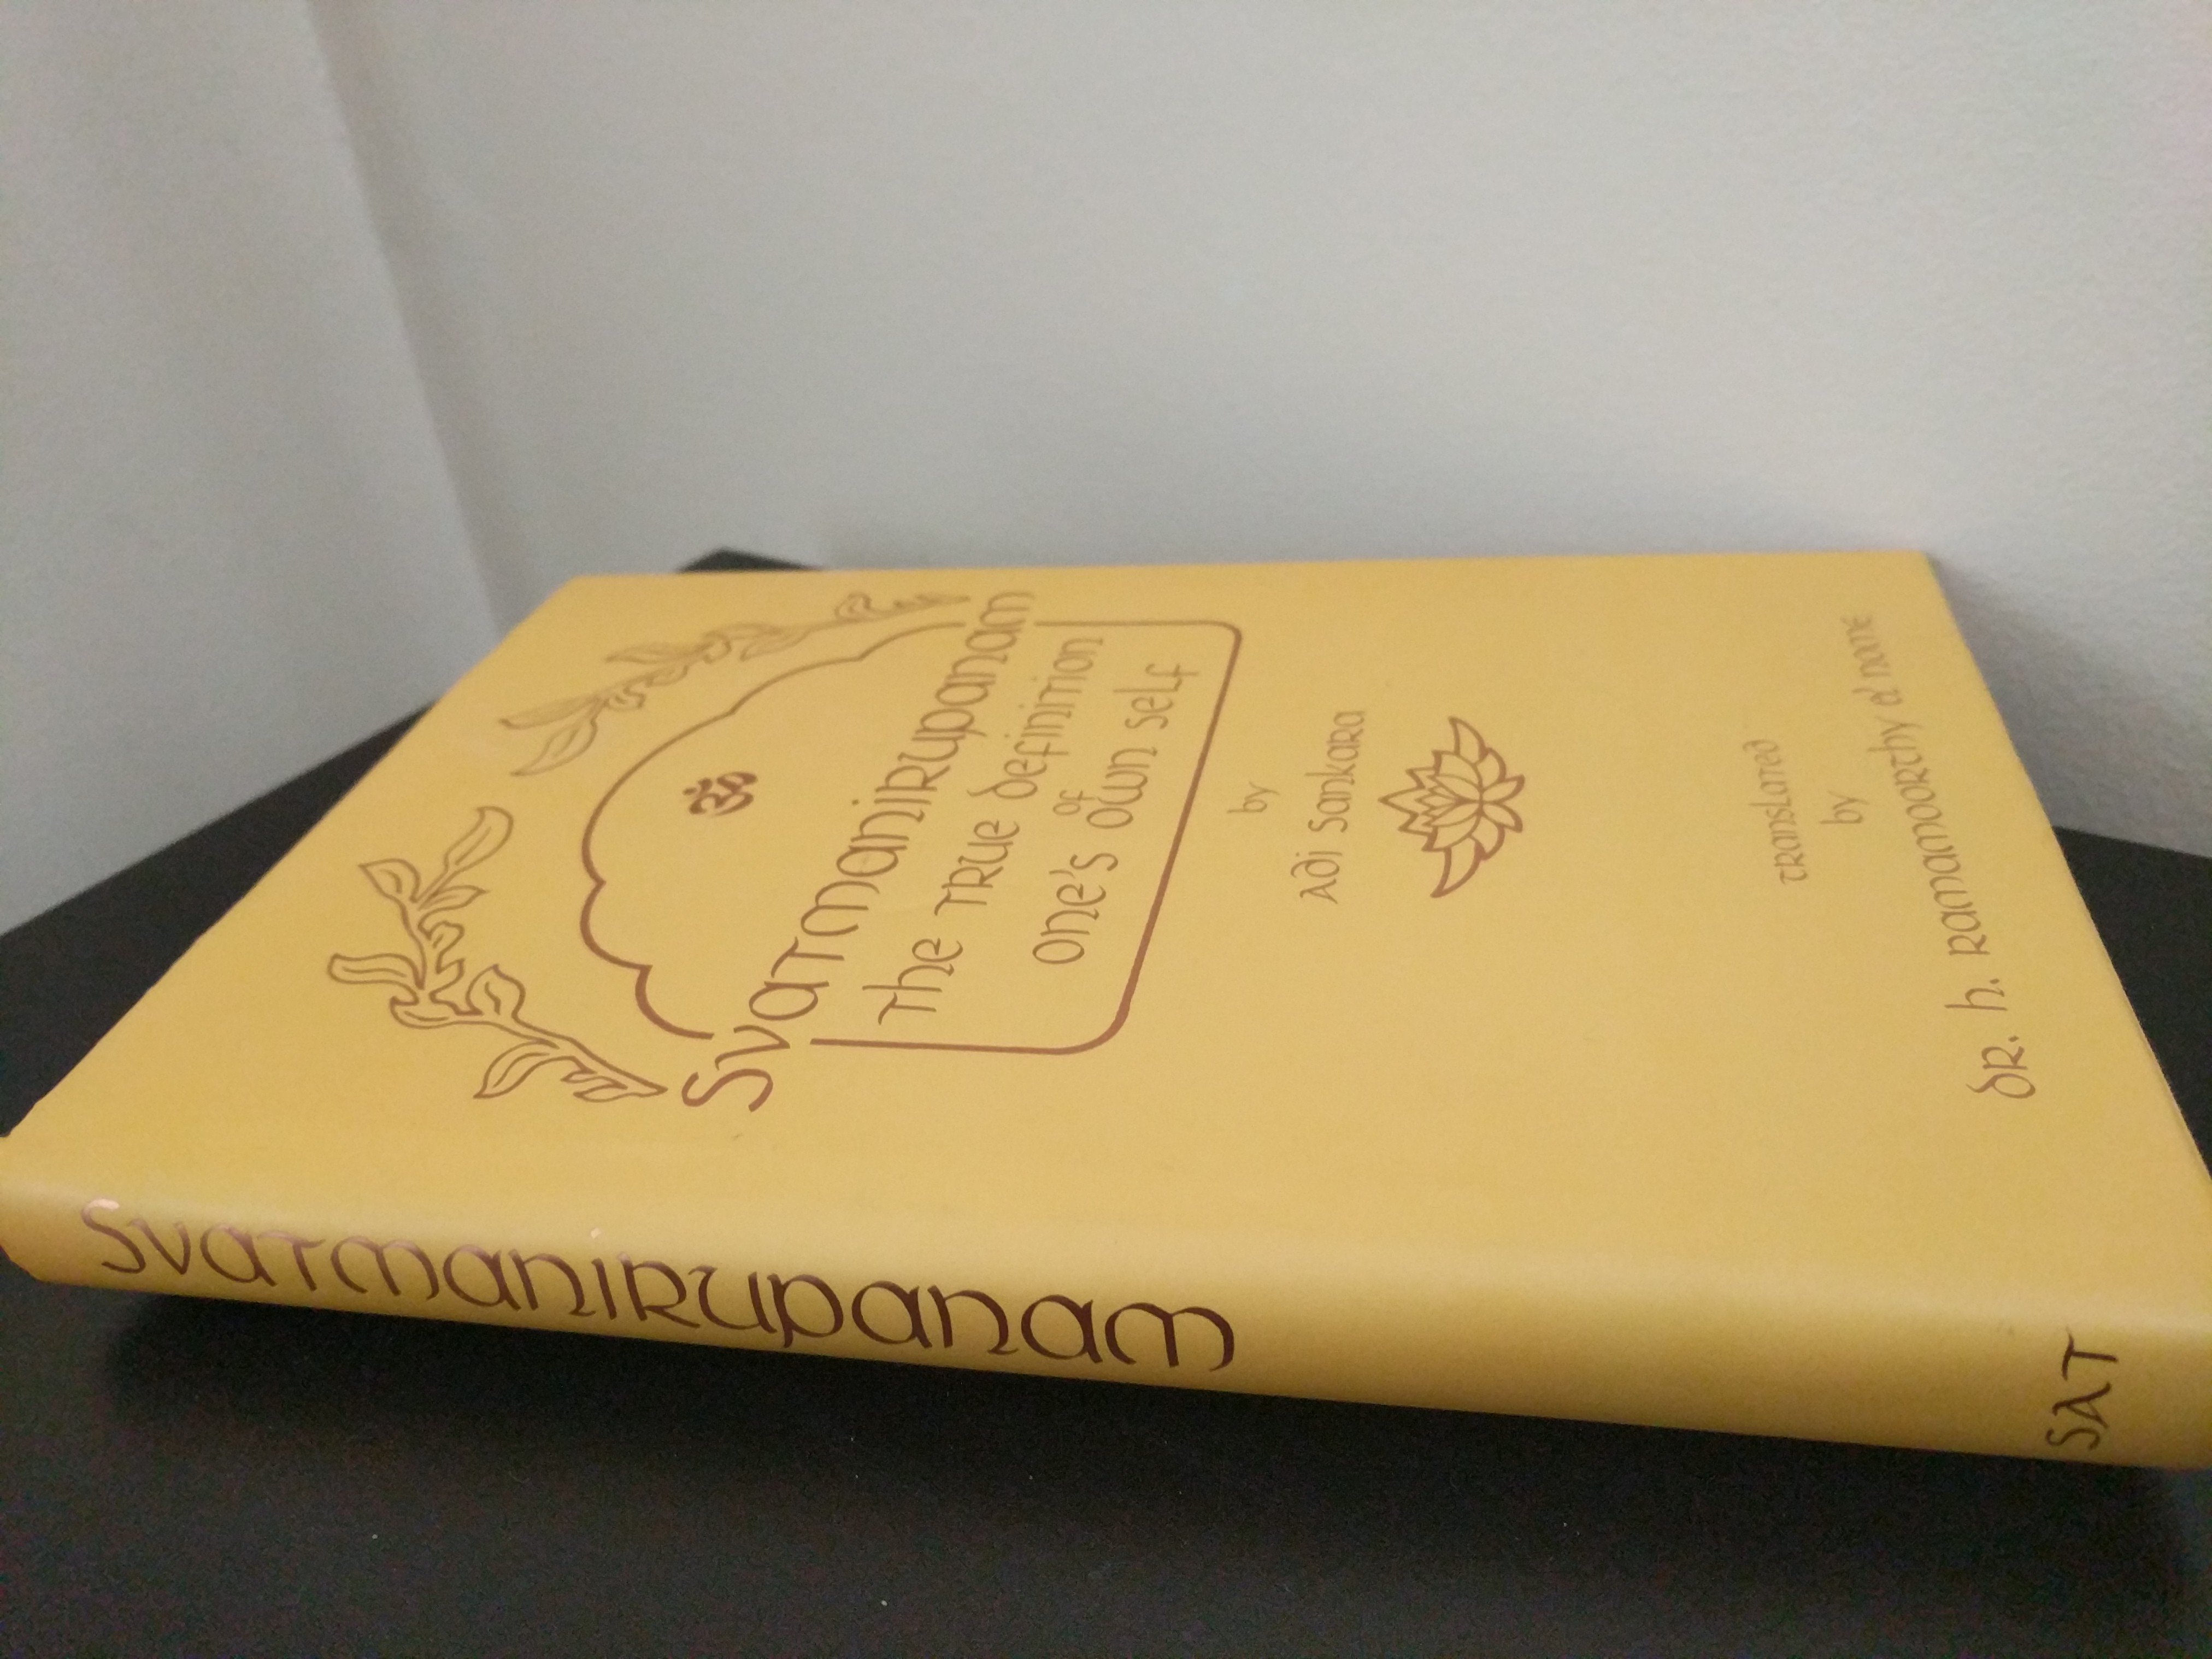 ॐ
Svatmanirupanam
The True Definition
of
One's Own Self
by
Adi Sankara
Translated
by
Dr. H. Ramamoorthy & Nome
Svatmanirupanam
SAT